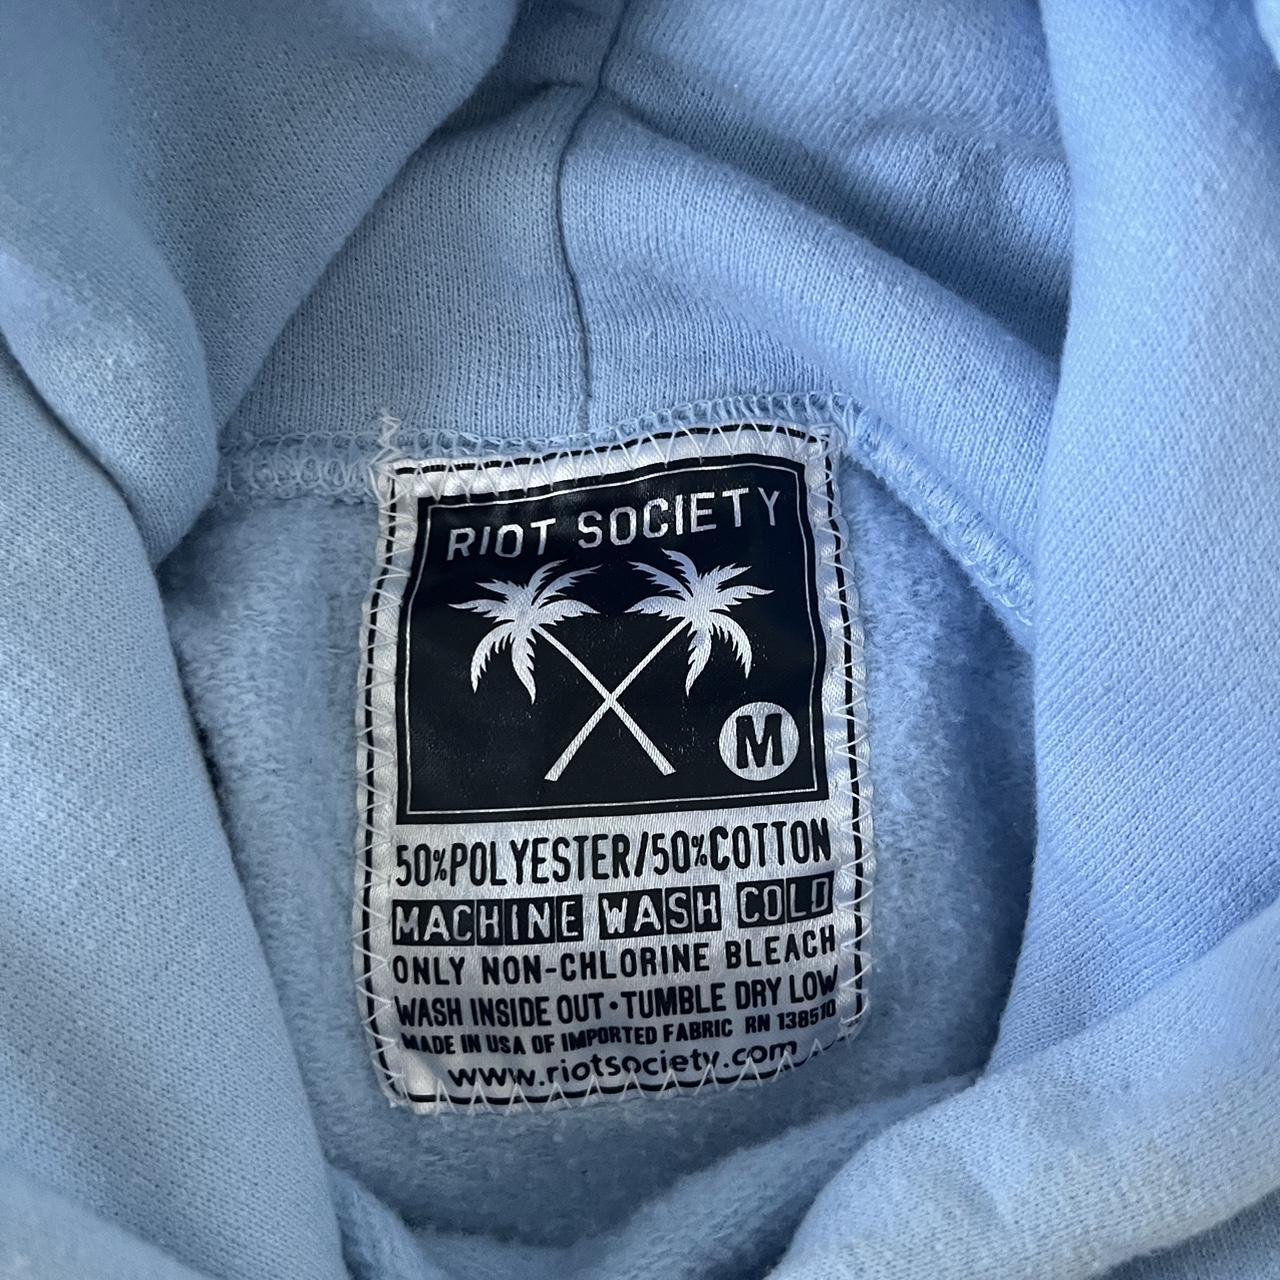 RIOT SOCIETY
M
50%POLYESTER/50%COTTON
MACHINE WASH COLD
ONLY NON-CHLORINE BLEACH
WASH INSIDE OUT • TUMBLE DRY LOW
MADE IN USA OF IMPORTED FABRIC RN 138510
www.riotsociety.com